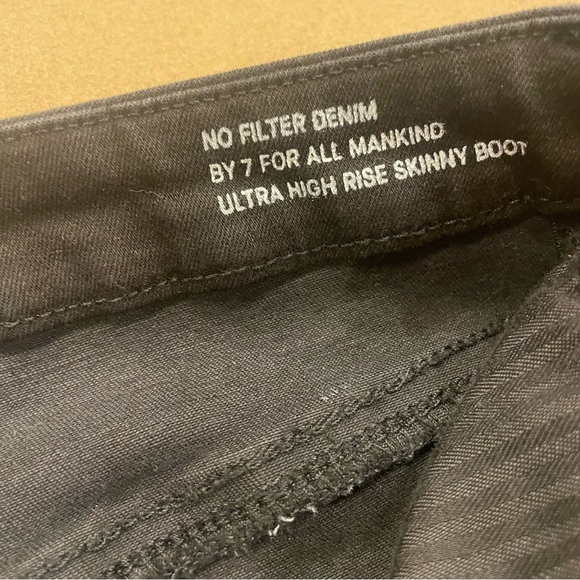 NO FILTER DENIM
BY 7 FOR ALL MANKIND
ULTRA HIGH RISE SKINNY BOOT